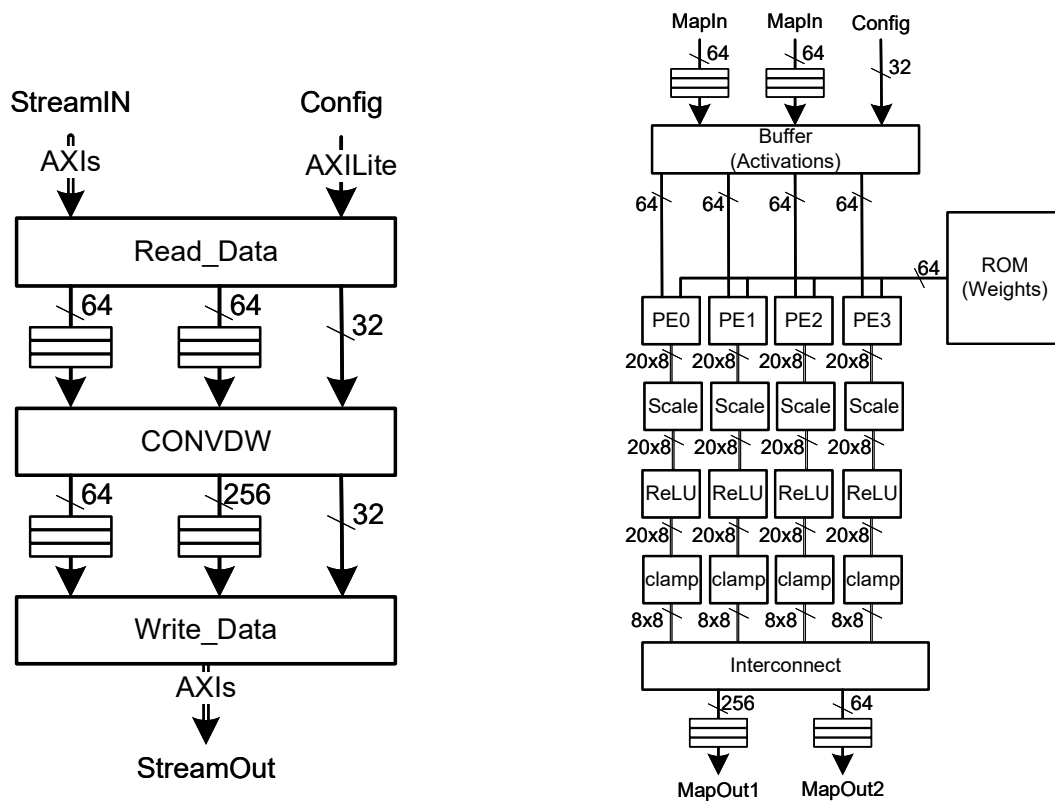 StreamIN Config
AXIs AXILite
Read_Data
64 64 32
CONVDW
64 256 32
Write_Data
AXIs
StreamOut
MapIn MapIn Config
64 64 32
Buffer
(Activations)
64 64 64 64
64
ROM
(Weights)
PE0 PE1 PE2 PE3
20x8 20x8 20x8 20x8
Scale Scale Scale Scale
20x8 20x8 20x8 20x8
ReLU ReLU ReLU ReLU
20x8 20x8 20x8 20x8
clamp clamp clamp clamp
8x8 8x8 8x8 8x8
Interconnect
256 64
MapOut1 MapOut2